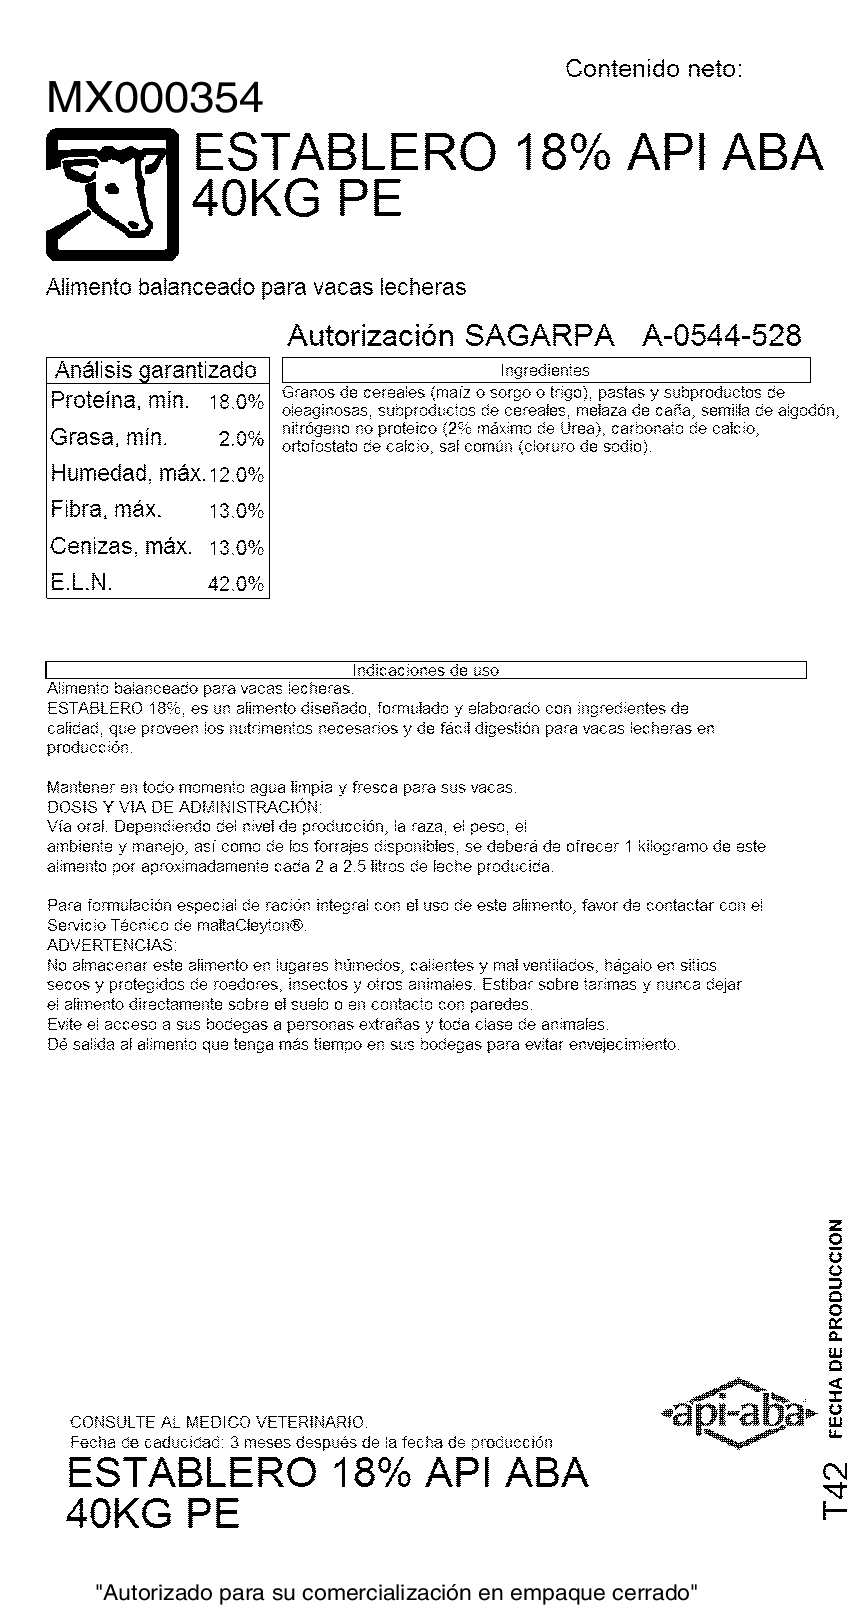 Contenido neto:
MX000354
ESTABLERO 18% API ABA
40KG PE
Alimento balanceado para vacas lecheras
Autorización SAGARPA A-0544-528
Análisis garantizado
Proteína, mín. 18.0%
Grasa, mín. 2.0%
Humedad, máx. 12.0%
Fibra, máx. 13.0%
Cenizas, máx. 13.0%
E.L.N. 42.0%
Ingredientes
Granos de cereales (maíz o sorgo o trigo), pastas y subproductos de
oleaginosas, subproductos de cereales, melaza de caña, semilla de algodón,
nitrógeno no proteico (2% máximo de Urea), carbonato de calcio,
ortofosfato de calcio, sal común (cloruro de sodio).
Indicaciones de uso
Alimento balanceado para vacas lecheras.
ESTABLERO 18%, es un alimento diseñado, formulado y elaborado con ingredientes de
calidad, que proveen los nutrimentos necesarios y de fácil digestión para vacas lecheras en
producción.
Mantener en todo momento agua limpia y fresca para sus vacas.
DOSIS Y VIA DE ADMINISTRACIÓN:
Vía oral. Dependiendo del nivel de producción, la raza, el peso, el
ambiente y manejo, así como de los forrajes disponibles, se deberá de ofrecer 1 kilogramo de este
alimento por aproximadamente cada 2 a 2.5 litros de leche producida.
Para formulación especial de ración integral con el uso de este alimento, favor de contactar con el
Servicio Técnico de maltaCleyton®.
ADVERTENCIAS:
No almacenar este alimento en lugares húmedos, calientes y mal ventilados, hágalo en sitios
secos y protegidos de roedores, insectos y otros animales. Estibar sobre tarimas y nunca dejar
el alimento directamente sobre el suelo o en contacto con paredes.
Evite el acceso a sus bodegas a personas extrañas y toda clase de animales.
Dé salida al alimento que tenga más tiempo en sus bodegas para evitar envejecimiento.
FECHA DE PRODUCCION
api-aba
CONSULTE AL MEDICO VETERINARIO.
Fecha de caducidad: 3 meses después de la fecha de producción
ESTABLERO 18% API ABA
40KG PE
T42
"Autorizado para su comercialización en empaque cerrado"